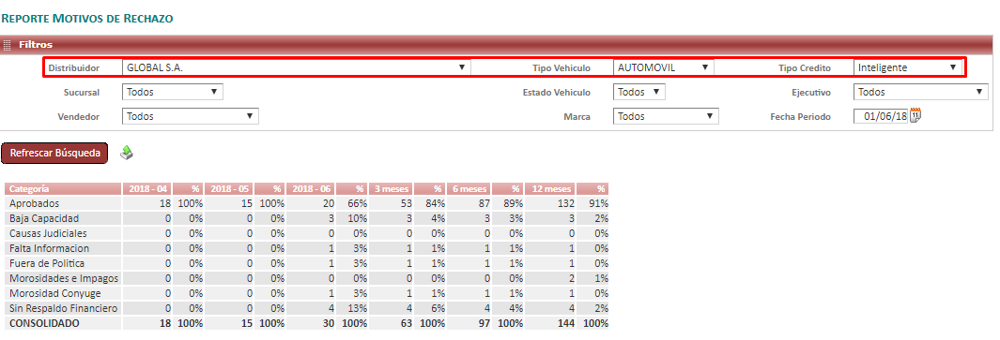 REPORTE MOTIVOS DE RECHAZO
Filtros
Distribuidor GLOBAL S.A. Tipo Vehiculo AUTOMOVIL Tipo Credito Inteligente
Sucursal Todos Estado Vehiculo Todos Ejecutivo Todos
Vendedor Todos Marca Todos Fecha Periodo 01/06/18
Refrescar Búsqueda
Categoría 2018 - 04 % 2018 - 05 % 2018 - 06 % 3 meses % 6 meses % 12 meses %
Aprobados 18 100% 15 100% 20 66% 53 84% 87 89% 132 91%
Baja Capacidad 0 0% 0 0% 3 10% 3 4% 3 3% 3 2%
Causas Judiciales 0 0% 0 0% 0 0% 0 0% 0 0% 0 0%
Falta Informacion 0 0% 0 0% 1 3% 1 1% 1 1% 1 0%
Fuera de Politica 0 0% 0 0% 1 3% 1 1% 1 1% 1 0%
Morosidades e Impagos 0 0% 0 0% 0 0% 0 0% 0 0% 2 1%
Morosidad Conyuge 0 0% 0 0% 1 3% 1 1% 1 1% 1 0%
Sin Respaldo Financiero 0 0% 0 0% 4 13% 4 6% 4 4% 4 2%
CONSOLIDADO 18 100% 15 100% 30 100% 63 100% 97 100% 144 100%